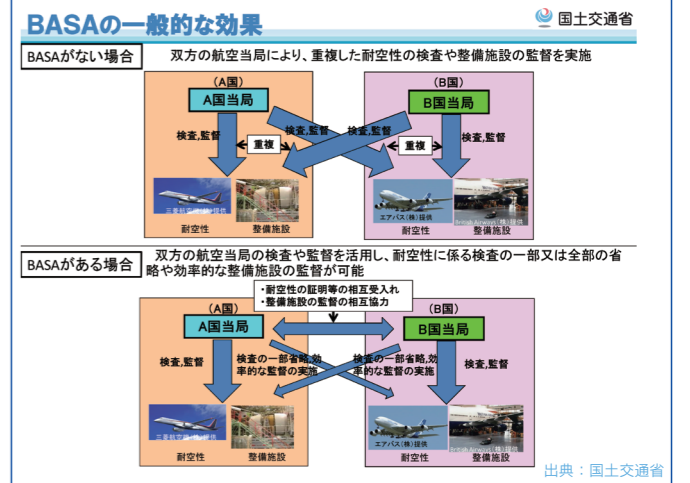 BASAの一般的な効果
国土交通省
BASAがない場合
双方の航空当局により、重複した耐空性の検査や整備施設の監督を実施
(A国)
(B国)
A国当局
B国当局
検査,監督
検査,監督
検査,監督
検査,監督
重複
重複
三菱航空機(株)提供
エアバス(株)提供
British Airways(株)提供
耐空性
整備施設
耐空性
整備施設
BASAがある場合
双方の航空当局の検査や監督を活用し、耐空性に係る検査の一部又は全部の省
略や効率的な整備施設の監督が可能
・耐空性の証明等の相互受入れ
・整備施設の監督の相互協力
(A国)
(B国)
A国当局
B国当局
検査,監督
検査の一部省略,効
率的な監督の実施
検査の一部省略,効
率的な監督の実施
検査,監督
三菱航空機(株)提供
エアバス(株)提供
British Airways(株)提供
耐空性
整備施設
耐空性
整備施設
出典：国土交通省